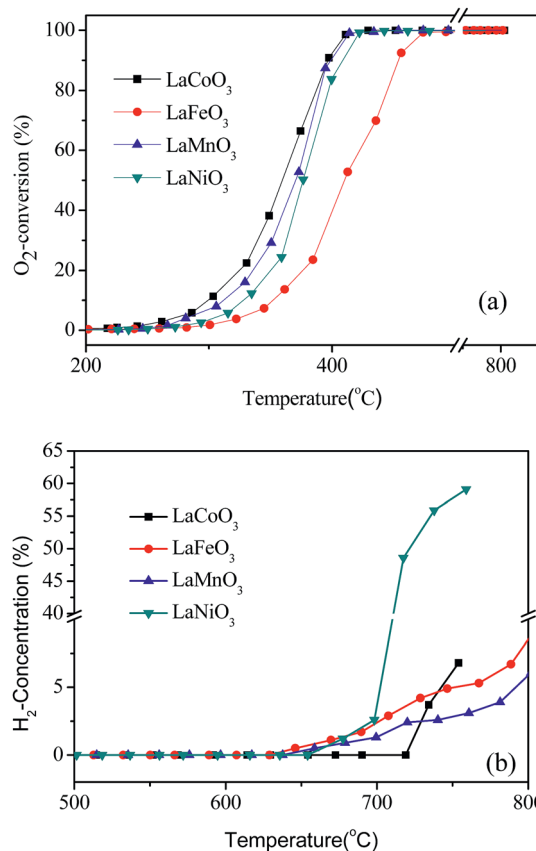 100
80
60
40
20
0
O₂-conversion (%)
LaCoO₃
LaFeO₃
LaMnO₃
LaNiO₃
(a)
200
400
800
Temperature(°C)
65
60
55
50
45
40
5
0
H₂-Concentration (%)
LaCoO₃
LaFeO₃
LaMnO₃
LaNiO₃
(b)
500
600
700
800
Temperature(°C)